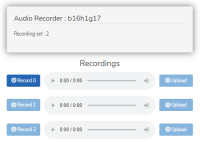 Audio Recorder : b16h1g17
Recording set : 2
Recordings
Record 0 0:00 / 0:00 Upload
Record 1 0:00 / 0:00 Upload
Record 2 0:00 / 0:00 Upload